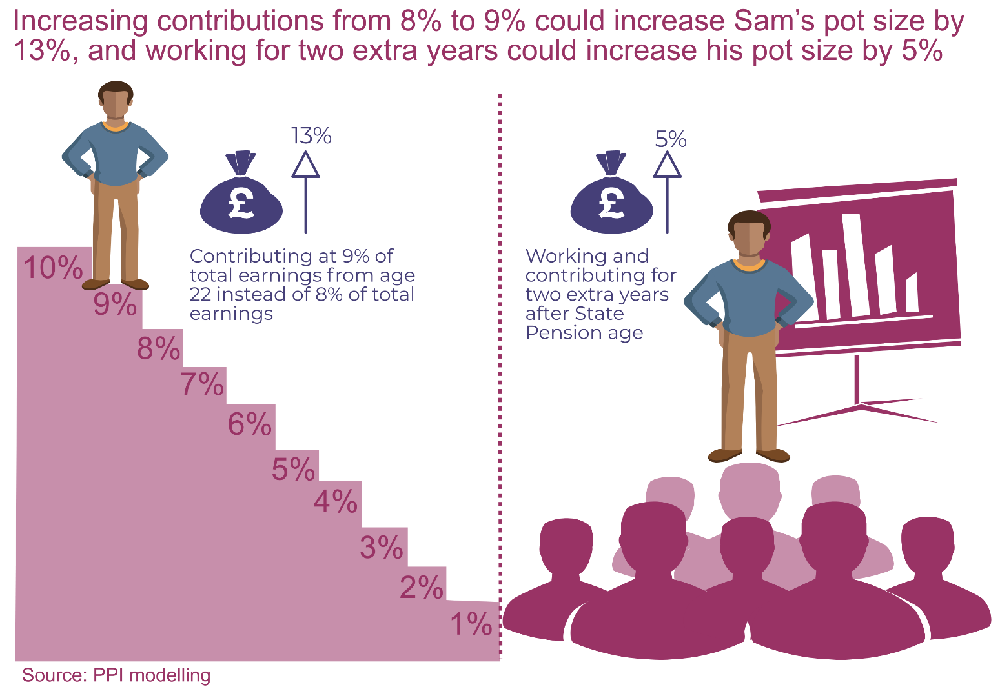 Increasing contributions from 8% to 9% could increase Sam’s pot size by
13%, and working for two extra years could increase his pot size by 5%
13%
£
Contributing at 9% of
total earnings from age
22 instead of 8% of total
earnings
10%
9%
8%
7%
6%
5%
4%
3%
2%
1%
5%
£
Working and
contributing for
two extra years
after State
Pension age
Source: PPI modelling